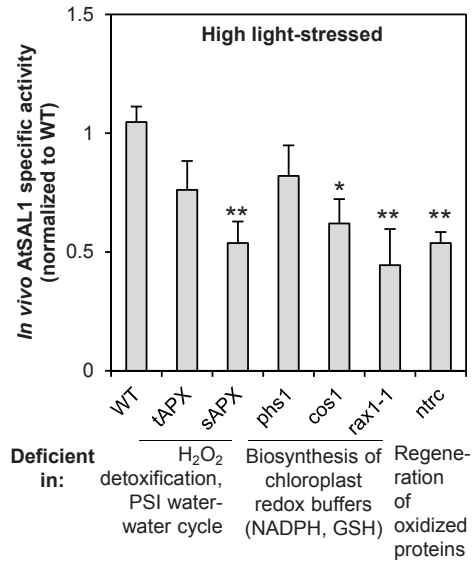 High light-stressed
In vivo AtSAL1 specific activity
(normalized to WT)
1.5
1
0.5
0
**
*
**
**
WT
tAPX
sAPX
phs1
cos1
rax1-1
ntrc
Deficient
in:
H2O2
detoxification,
PSI water-
water cycle
Biosynthesis of
chloroplast
redox buffers
(NADPH, GSH)
Regene-
ration
of
oxidized
proteins